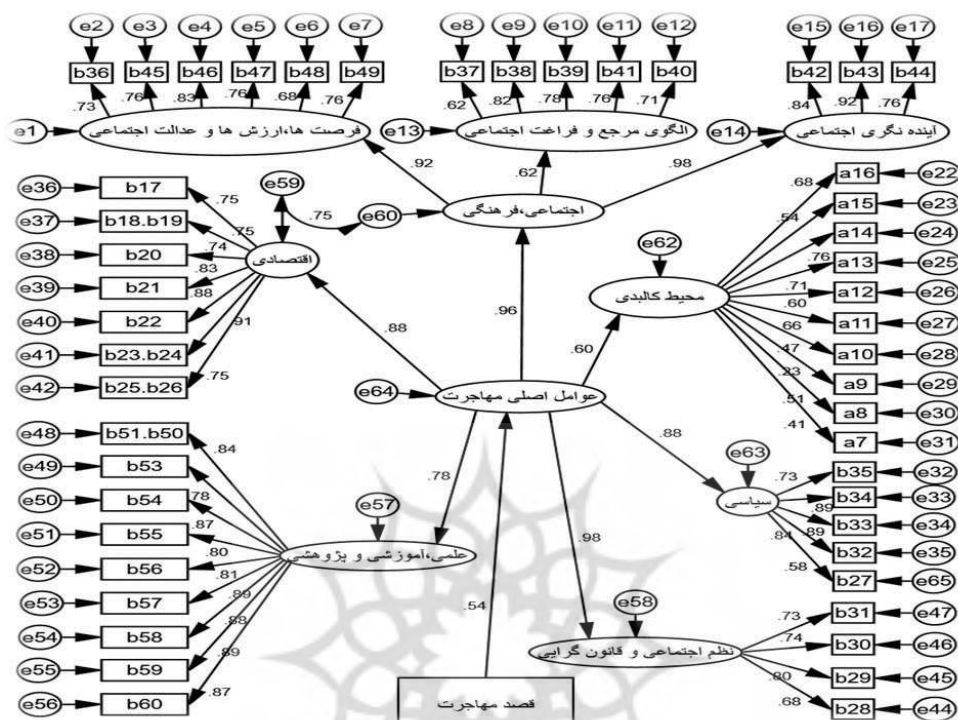 e2 e3 e4 e5 e6 e7
b36 b45 b46 b47 b48 b49
.73 .76 .83 .76 .68 .76
e1 فرصت ها،ارزش ها و عدالت اجتماعی
e8 e9 e10 e11 e12
b37 b38 b39 b41 b40
.62 .82 .78 .76 .71
e13 الگوی مرجع و فراغت اجتماعی
e15 e16 e17
b42 b43 b44
.84 .92 .76
e14 آینده نگری اجتماعی
.92 .62 .98
e59 .75 e60 اجتماعی،فرهنگی
e36 b17 .75
e37 b18.b19 .75
e38 b20 .74
e39 b21 .83
e40 b22 .88
e41 b23.b24 .91
e42 b25.b26 .75
اقتصادی
.88 .96 .60
e62
محیط کالبدی
.68 a16 e22
.54 a15 e23
a14 e24
.76 a13 e25
.71 a12 e26
.60 a11 e27
.66 a10 e28
.47 a9 e29
.23 a8 e30
.51
.41 a7 e31
e64 عوامل اصلی مهاجرت
.78 .98 .88
e63
سیاسی
.73 b35 e32
b34 e33
.89 b33 e34
.89 b32 e35
.84
.58 b27 e65
e48 b51.b50 .84
e49 b53
e50 b54 .78
e51 b55 .87
e52 b56 .80
e53 b57 .81
e54 b58 .89
e55 b59 .88
.89
e56 b60 .87
e57
علمی،آموزشی و پژوهشی
.54
e58
نظم اجتماعی و قانون گرایی
.73 b31 e47
.74 b30 e46
.80 b29 e45
.68 b28 e44
قصد مهاجرت